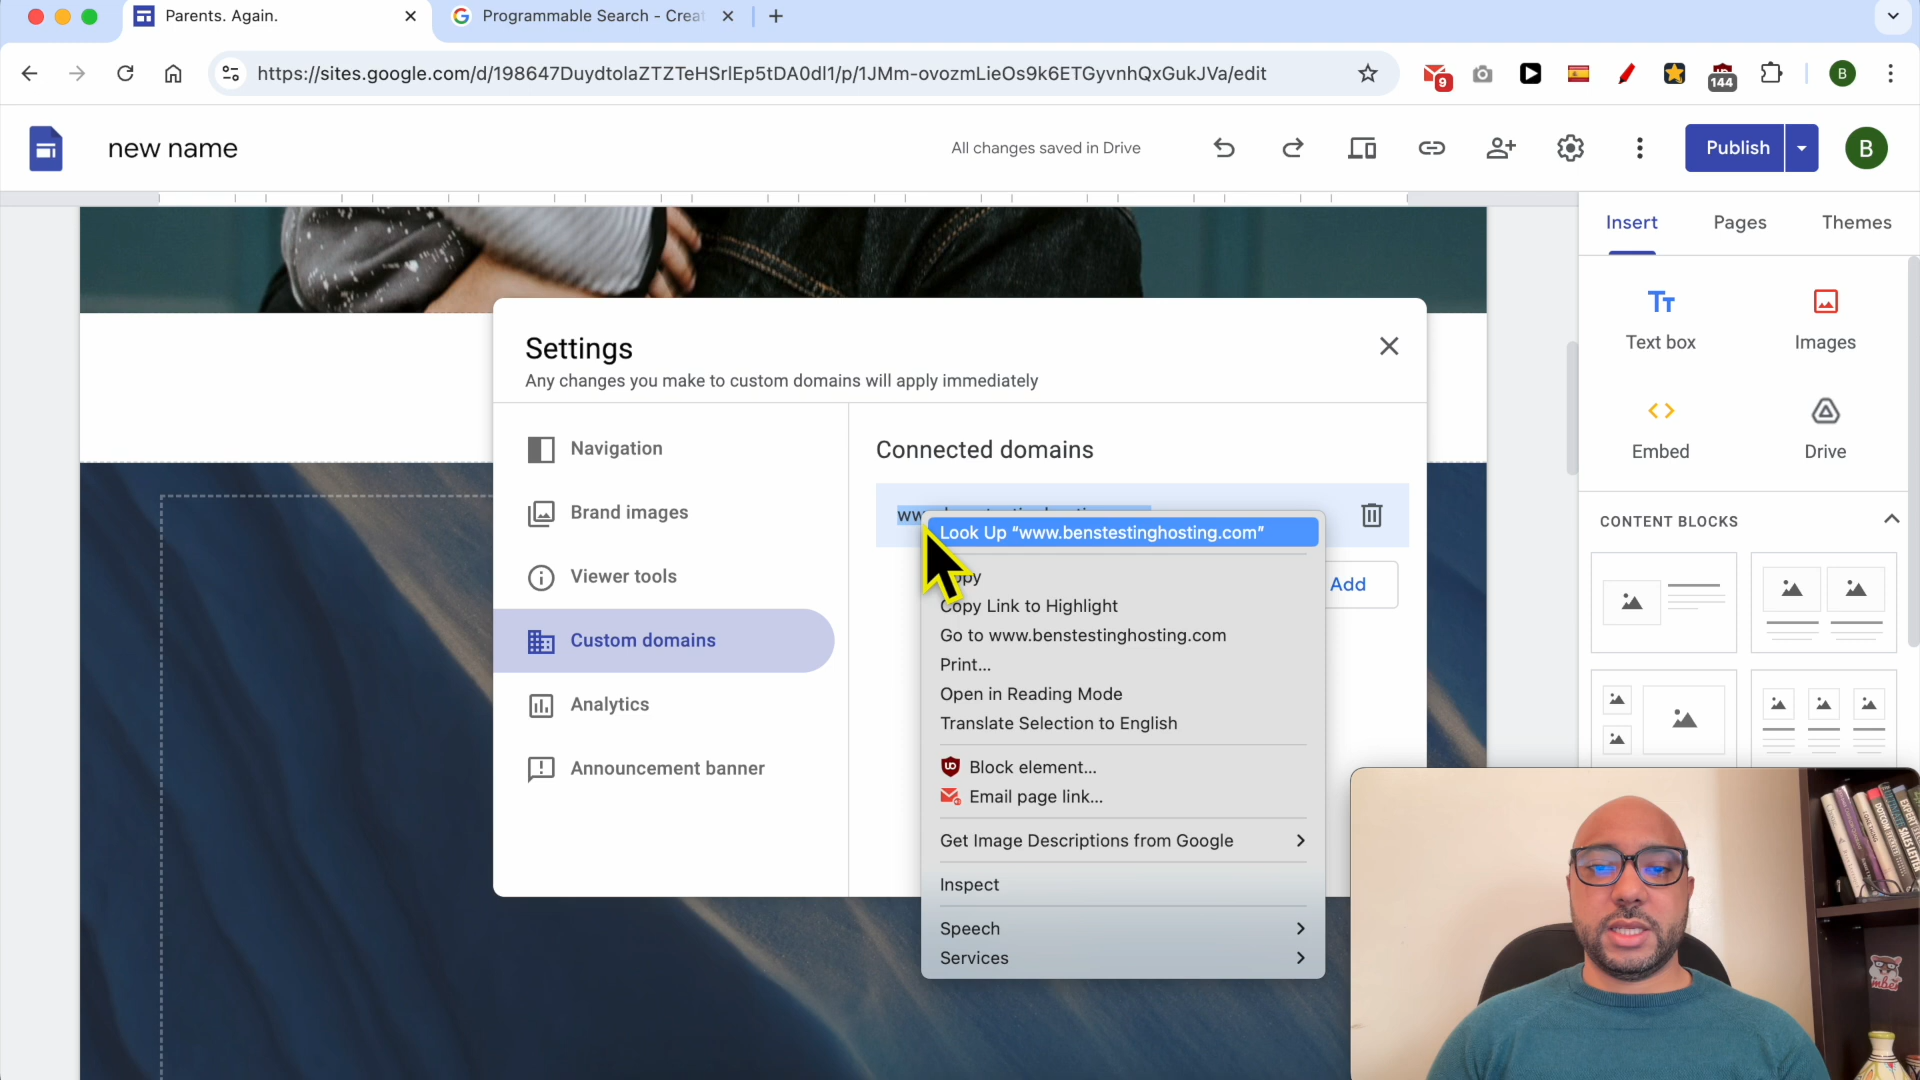 Parents. Again.
Programmable Search - Crea
https://sites.google.com/d/198647DuydtolaZTZTeHSrlEp5tDA0dl1/p/1JMm-ovozmLieOs9k6ETGyvnhQxGukJVa/edit
9
144
B
new name
All changes saved in Drive
Publish
B
Insert
Pages
Themes
Text box
Images
Embed
Drive
CONTENT BLOCKS
Settings
Any changes you make to custom domains will apply immediately
Navigation
Brand images
Viewer tools
Custom domains
Analytics
Announcement banner
Connected domains
Add
Look Up “www.benstestinghosting.com”
Copy Link to Highlight
Go to www.benstestinghosting.com
Print...
Open in Reading Mode
Translate Selection to English
Block element...
Email page link...
Get Image Descriptions from Google
Inspect
Speech
Services